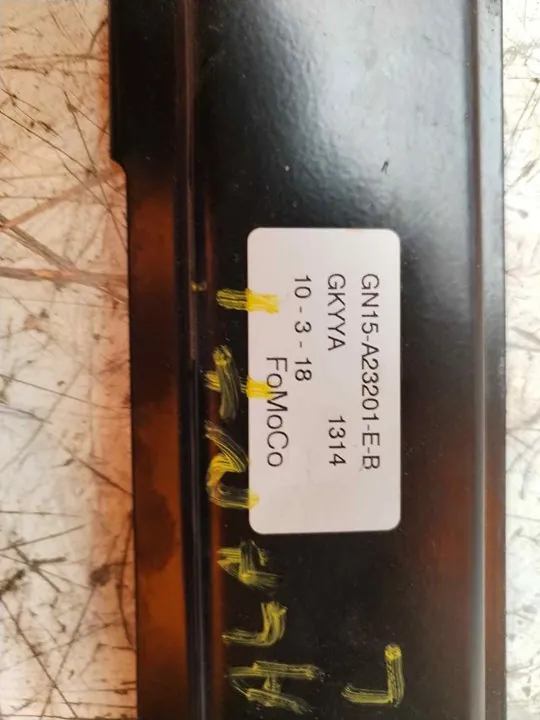 GN15-A23201-E-B
GKYYA 1314
10 - 3 - 18
FoMoCo
L